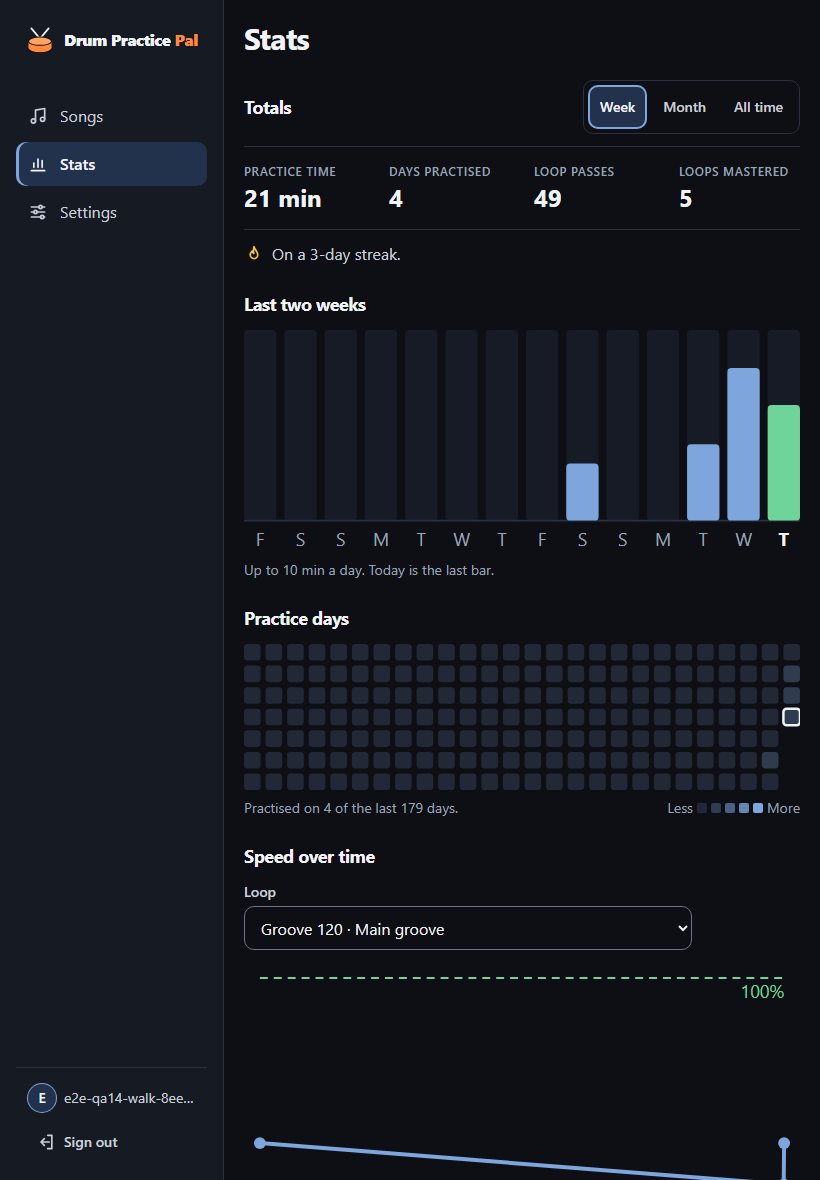 Drum Practice Pal
Songs
Stats
Settings
e2e-qa14-walk-8ee...
E
Sign out
Stats
Totals
Week Month All time
PRACTICE TIME DAYS PRACTISED LOOP PASSES LOOPS MASTERED
21 min 4 49 5
On a 3-day streak.
Last two weeks
F S S M T W T F S S M T W T
Up to 10 min a day. Today is the last bar.
Practice days
Practised on 4 of the last 179 days.
Less More
Speed over time
Loop
Groove 120 · Main groove
100%